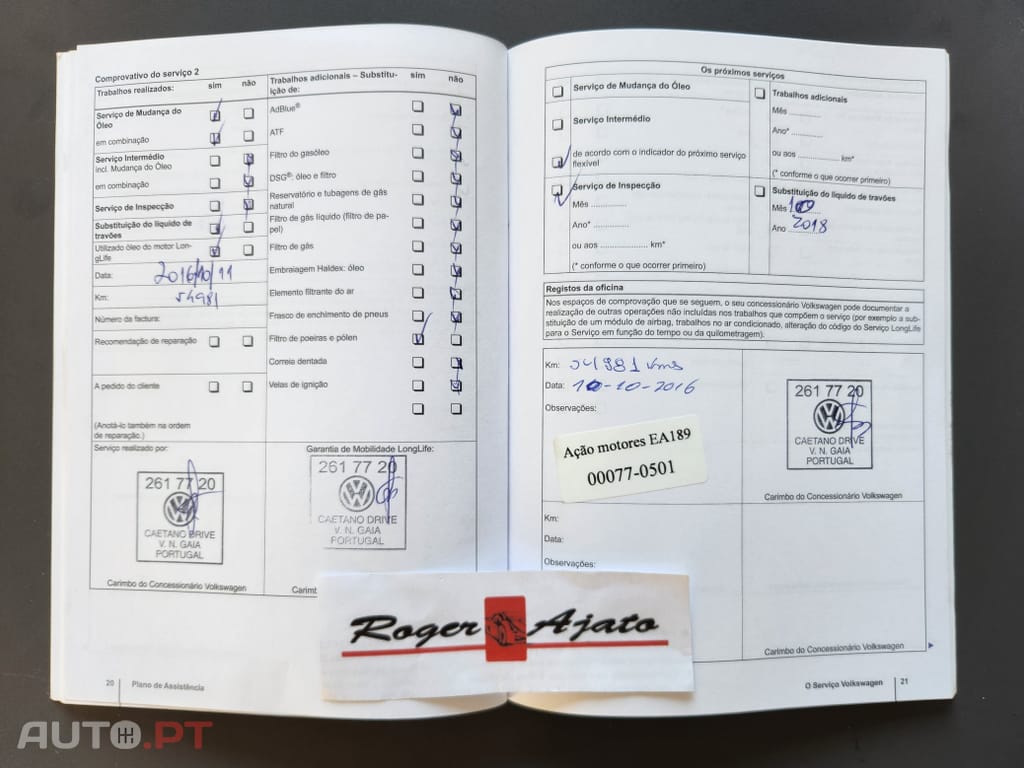 Comprovativo do serviço 2
Trabalhos realizados: sim não
Serviço de Mudança do
Óleo
em combinação
Serviço Intermédio
incl. Mudança do Óleo
em combinação
Serviço de Inspecção
Substituição do líquido de
travões
Utilizado óleo do motor Lon-
gLife
Data: 2016/10/11
Km: 54981
Número da factura:
Recomendação de reparação
A pedido do cliente
(Anotá-lo também na ordem
de reparação.)
Serviço realizado por:
261 77 20
CAETANO DRIVE
V. N. GAIA
PORTUGAL
Carimbo do Concessionário Volkswagen
Trabalhos adicionais – Substitu-
ição de: sim não
AdBlue®
ATF
Filtro do gasóleo
DSG®: óleo e filtro
Reservatório e tubagens de gás
natural
Filtro de gás líquido (filtro de pa-
pel)
Filtro de gás
Embraiagem Haldex: óleo
Elemento filtrante do ar
Frasco de enchimento de pneus
Filtro de poeiras e pólen
Correia dentada
Velas de ignição
Garantia de Mobilidade LongLife:
261 77 20
CAETANO DRIVE
V. N. GAIA
PORTUGAL
20 Plano de Assistência
Os próximos serviços
Serviço de Mudança do Óleo
Serviço Intermédio
de acordo com o indicador do próximo serviço
flexível
Serviço de Inspecção
Mês ............
Ano* ............
ou aos ................ km*
(* conforme o que ocorrer primeiro)
Trabalhos adicionais
Mês ............
Ano* ............
ou aos .............. km*
(* conforme o que ocorrer primeiro)
Substituição do líquido de travões
Mês 10
Ano 2018
Registos da oficina
Nos espaços de comprovação que se seguem, o seu concessionário Volkswagen pode documentar a
realização de outras operações não incluídas nos trabalhos que compõem o serviço (por exemplo a sub-
stituição de um módulo de airbag, trabalhos no ar condicionado, alteração do código do Serviço LongLife
para o Serviço em função do tempo ou da quilometragem).
Km: 54981 Kms
Data: 10-10-2016
Observações:
Ação motores EA189
00077-0501
261 77 20
CAETANO DRIVE
V. N. GAIA
PORTUGAL
Carimbo do Concessionário Volkswagen
Km:
Data:
Observações:
Carimbo do Concessionário Volkswagen
O Serviço Volkswagen 21
Roger Ajato
AUTO.PT